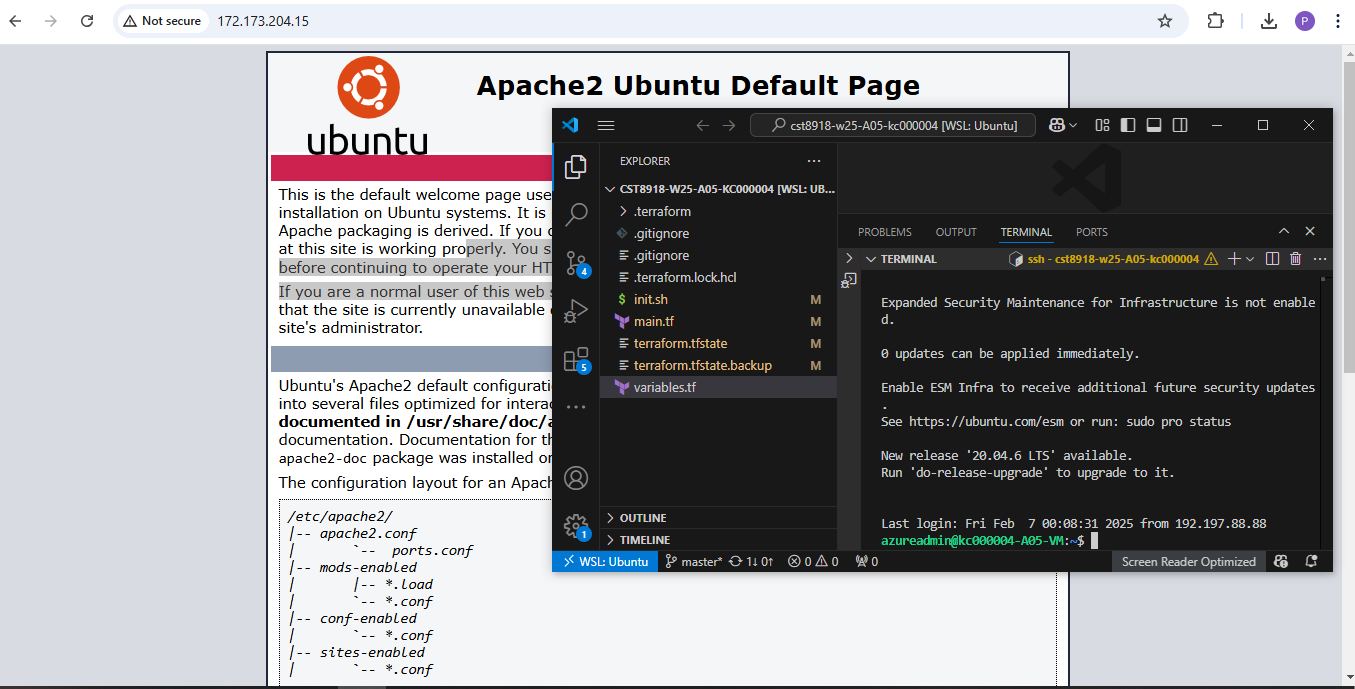 Not secure
172.173.204.15
P
ubuntu
Apache2 Ubuntu Default Page
This is the default welcome page use
installation on Ubuntu systems. It is
Apache packaging is derived. If you
at this site is working properly. You s
before continuing to operate your HT
If you are a normal user of this web
that the site is currently unavailable
site's administrator.
Ubuntu's Apache2 default configurati
into several files optimized for interac
documented in /usr/share/doc/a
documentation. Documentation for th
apache2-doc package was installed on
The configuration layout for an Apach
/etc/apache2/
|-- apache2.conf
|       `--  ports.conf
|-- mods-enabled
|       |-- *.load
|       `-- *.conf
|-- conf-enabled
|       `-- *.conf
|-- sites-enabled
|       `-- *.conf
cst8918-w25-A05-kc000004 [WSL: Ubuntu]
EXPLORER
CST8918-W25-A05-KC000004 [WSL: UB...
.terraform
.gitignore
.gitignore
.terraform.lock.hcl
init.sh M
main.tf M
terraform.tfstate M
terraform.tfstate.backup M
variables.tf
OUTLINE
TIMELINE
4
5
1
PROBLEMS OUTPUT TERMINAL PORTS
TERMINAL
ssh - cst8918-w25-A05-kc000004
Expanded Security Maintenance for Infrastructure is not enable
d.
0 updates can be applied immediately.
Enable ESM Infra to receive additional future security updates
.
See https://ubuntu.com/esm or run: sudo pro status
New release '20.04.6 LTS' available.
Run 'do-release-upgrade' to upgrade to it.
Last login: Fri Feb  7 00:08:31 2025 from 192.197.88.88
azureadmin@kc000004-A05-VM:~$
WSL: Ubuntu master* 1↓ 0↑ 0 0 0 Screen Reader Optimized